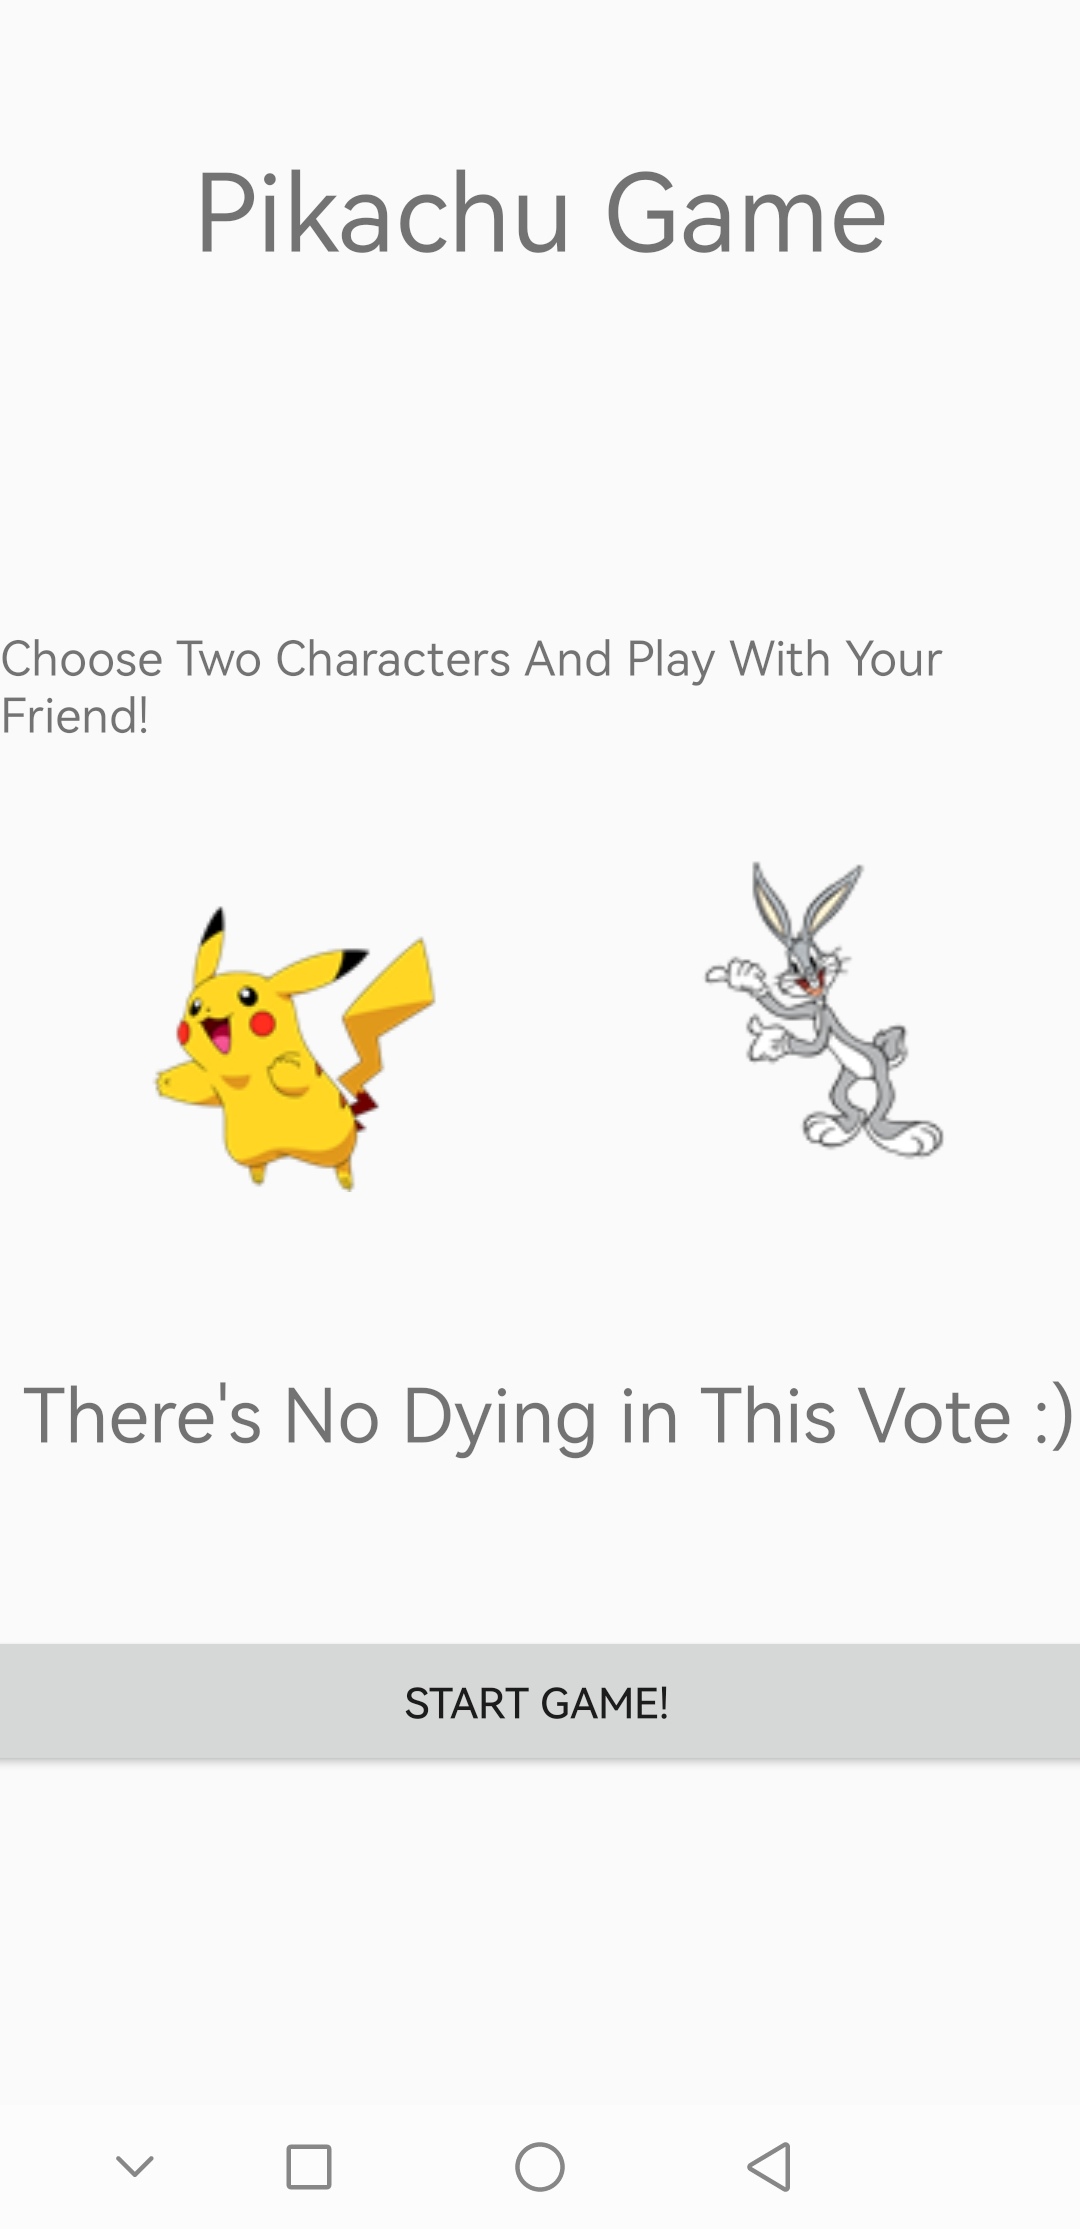 Pikachu Game
Choose Two Characters And Play With Your
Friend!
There's No Dying in This Vote :)
START GAME!